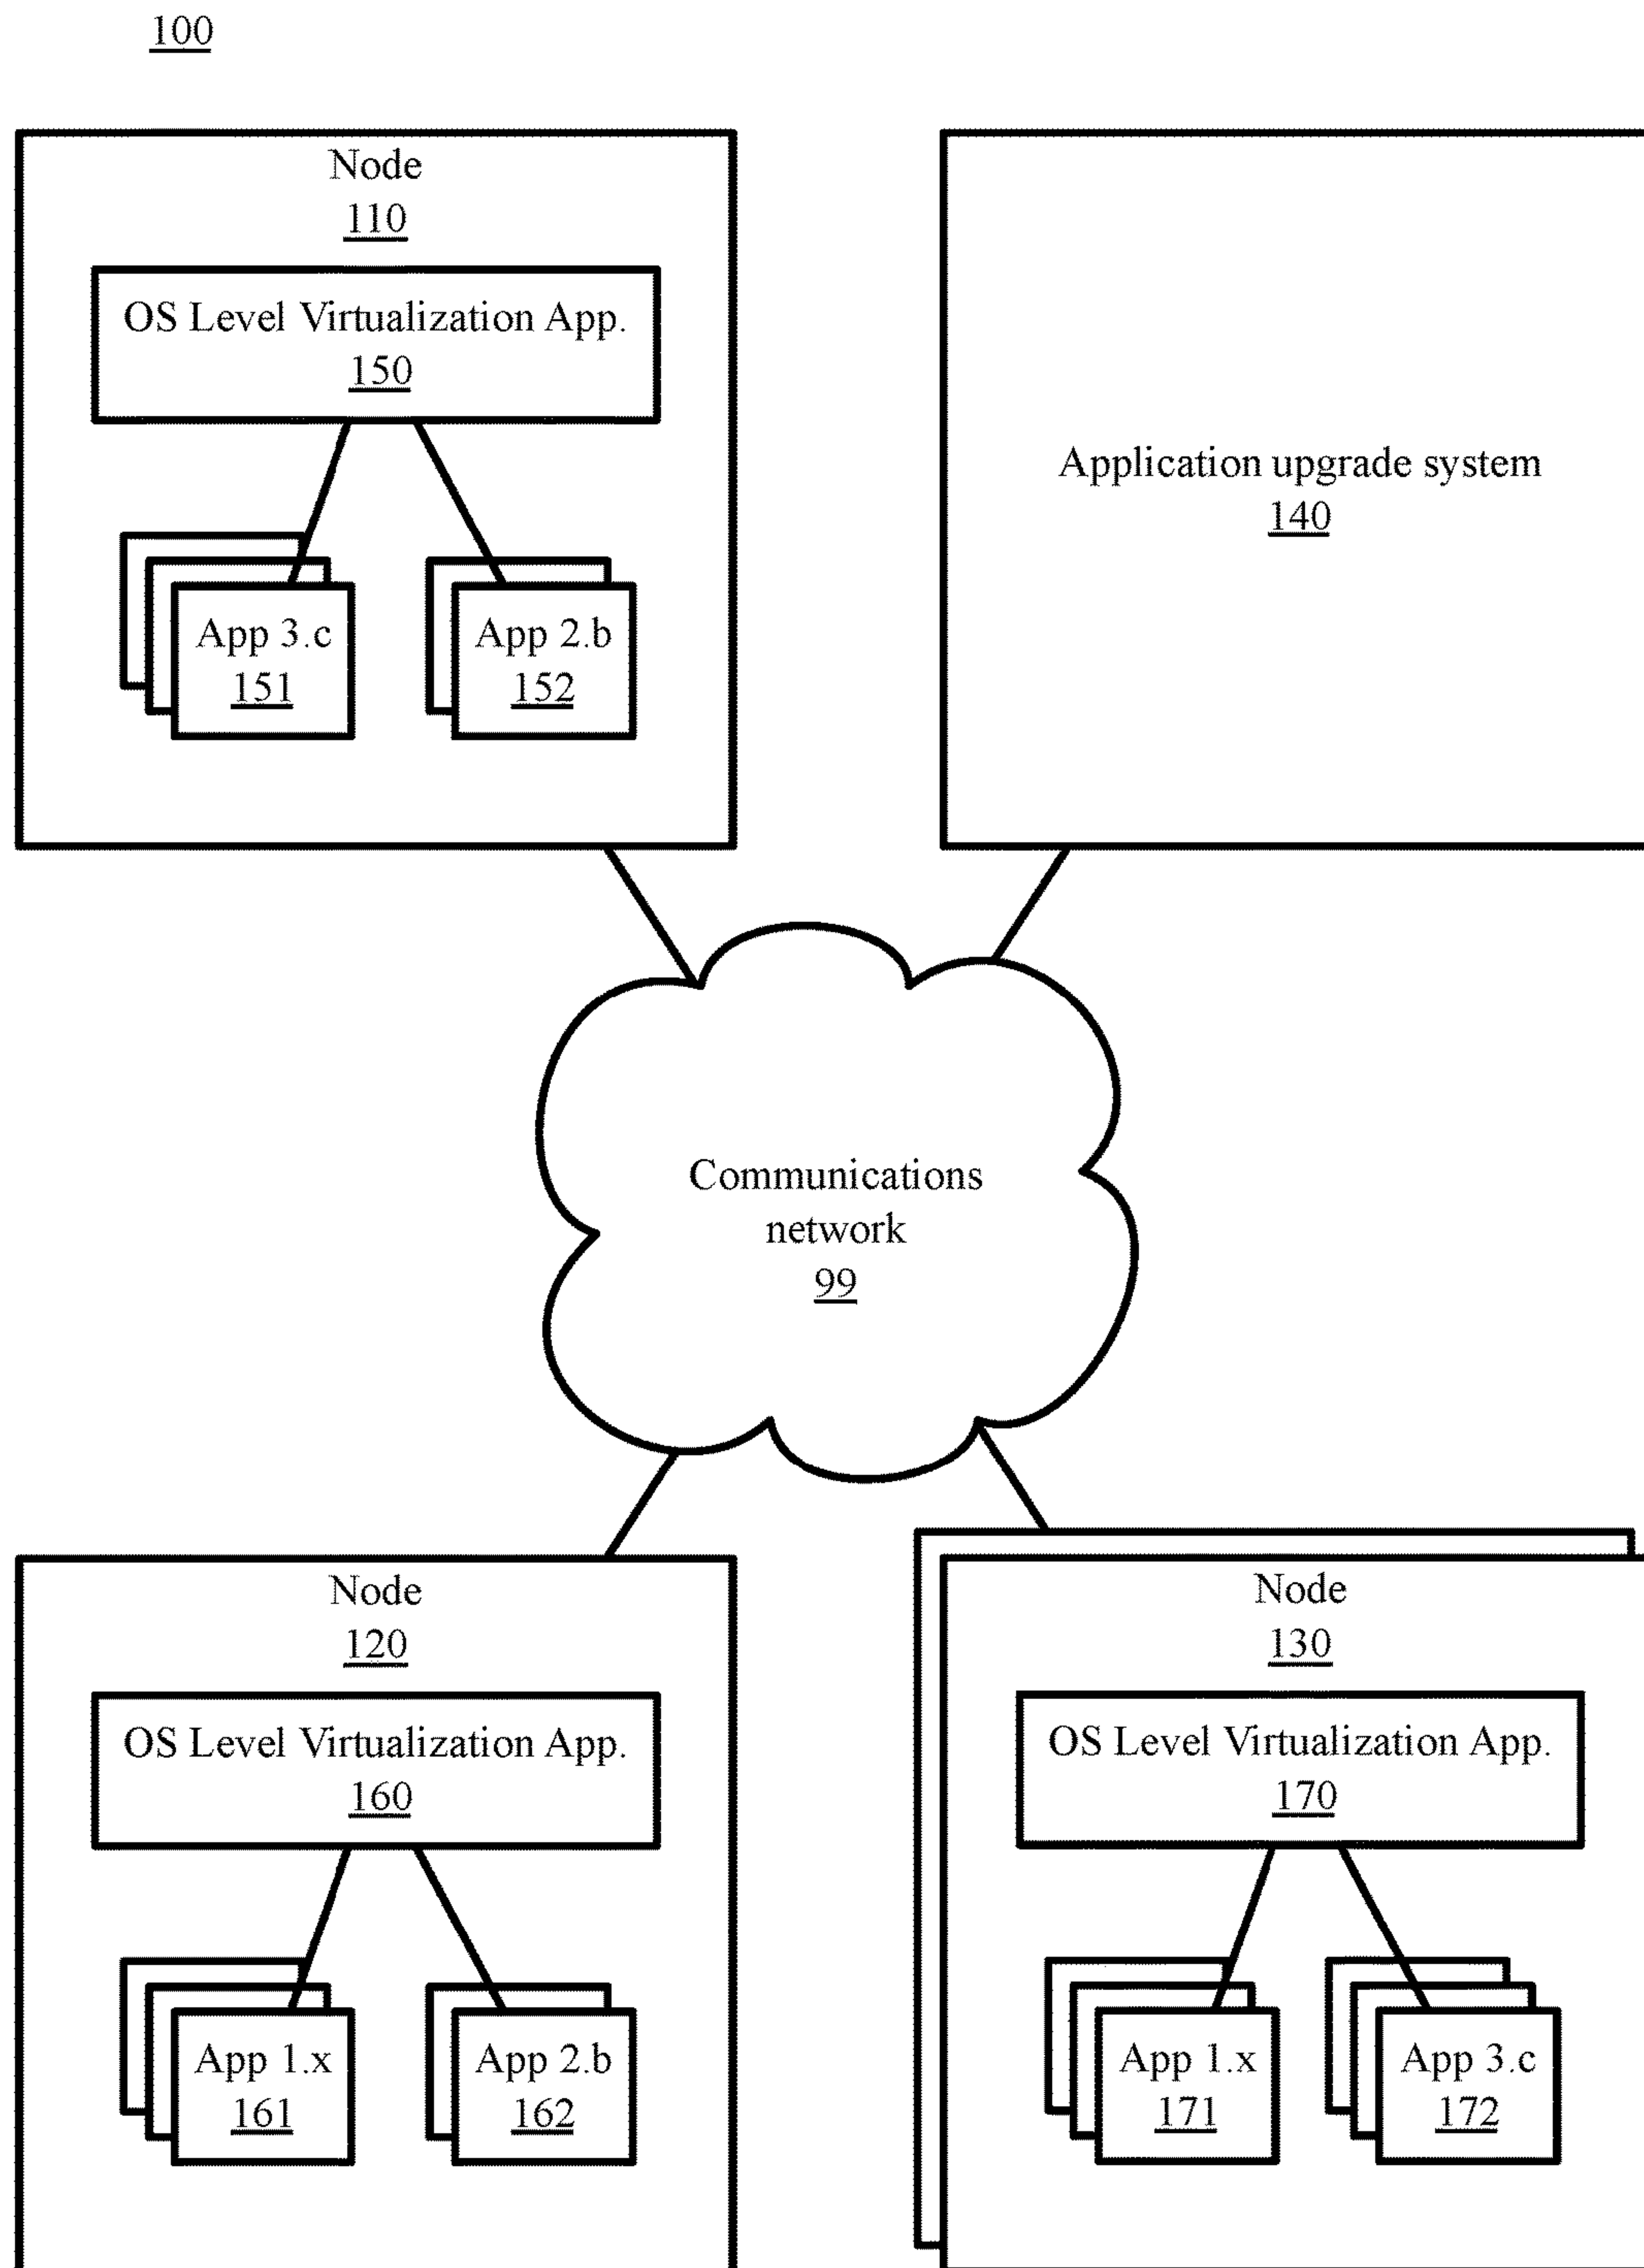 100
Node
110
OS Level Virtualization App.
150
App 3.c
151
App 2.b
152
Application upgrade system
140
Communications
network
99
Node
120
OS Level Virtualization App.
160
App 1.x
161
App 2.b
162
Node
130
OS Level Virtualization App.
170
App 1.x
171
App 3.c
172